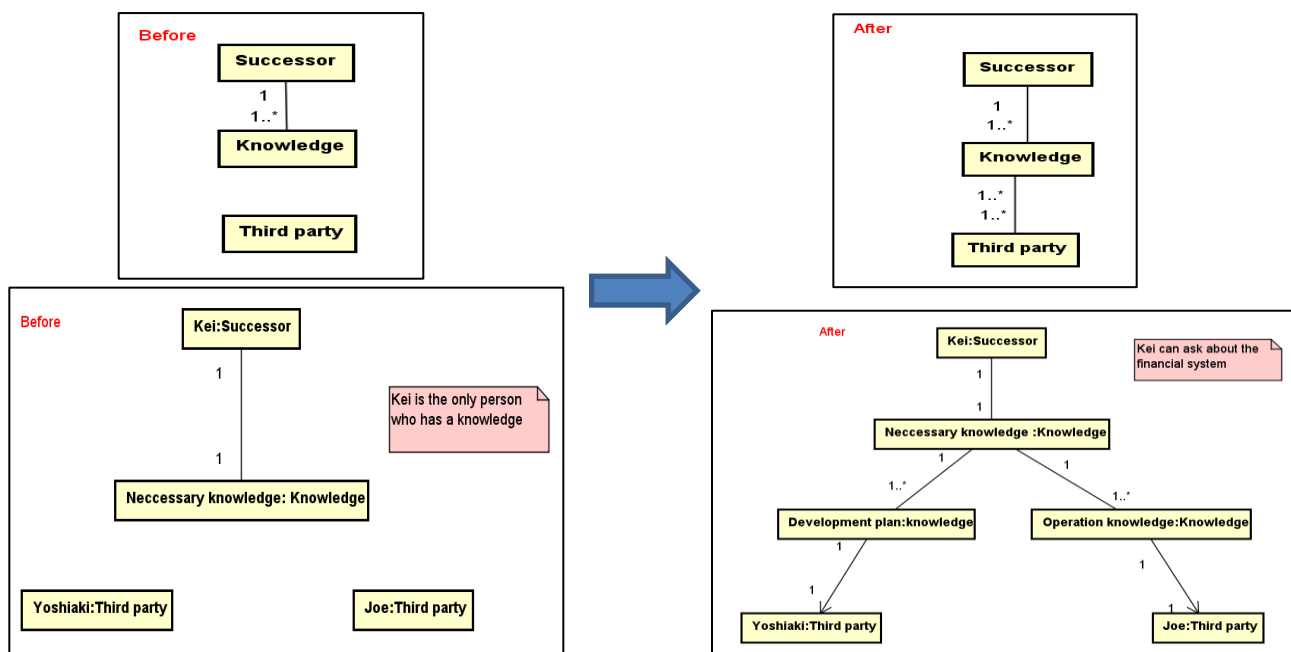 Before
Successor
1
1..*
Knowledge
Third party
Before
Kei:Successor
1
Kei is the only person
who has a knowledge
1
Neccessary knowledge: Knowledge
Yoshiaki:Third party
Joe:Third party
After
Successor
1
1..*
Knowledge
1..*
1..*
Third party
After
Kei:Successor
Kei can ask about the
financial system
1
1
Neccessary knowledge :Knowledge
1
1
1..*
1..*
Development plan:knowledge
Operation knowledge:Knowledge
1
1
1
1
Yoshiaki:Third party
Joe:Third party